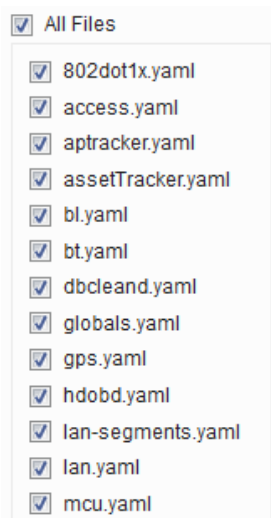 All Files
802dot1x.yaml
access.yaml
aptracker.yaml
assetTracker.yaml
bl.yaml
bt.yaml
dbcleand.yaml
globals.yaml
gps.yaml
hdobd.yaml
lan-segments.yaml
lan.yaml
mcu.yaml